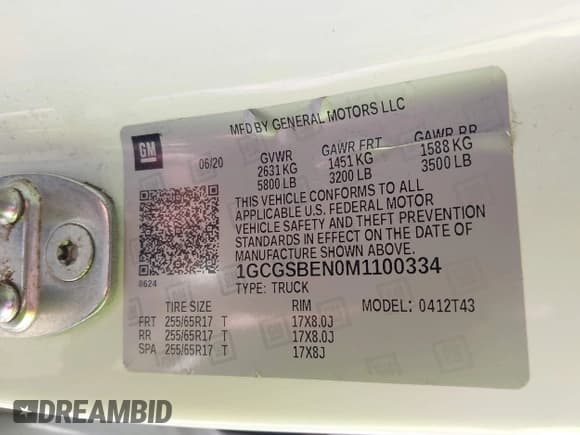 MFD BY GENERAL MOTORS LLC
GM
06/20 GVWR GAWR FRT GAWR RR
2631 KG 1451 KG 1588 KG
5800 LB 3200 LB 3500 LB
THIS VEHICLE CONFORMS TO ALL
APPLICABLE U.S. FEDERAL MOTOR
VEHICLE SAFETY AND THEFT PREVENTION
STANDARDS IN EFFECT ON THE DATE OF
MANUFACTURE SHOWN ABOVE.
8624 1GCGSBEN0M1100334
TYPE: TRUCK
TIRE SIZE RIM MODEL: 0412T43
FRT 255/65R17 T 17X8.0J
RR 255/65R17 T 17X8.0J
SPA 255/65R17 T 17X8J
DREAMBID